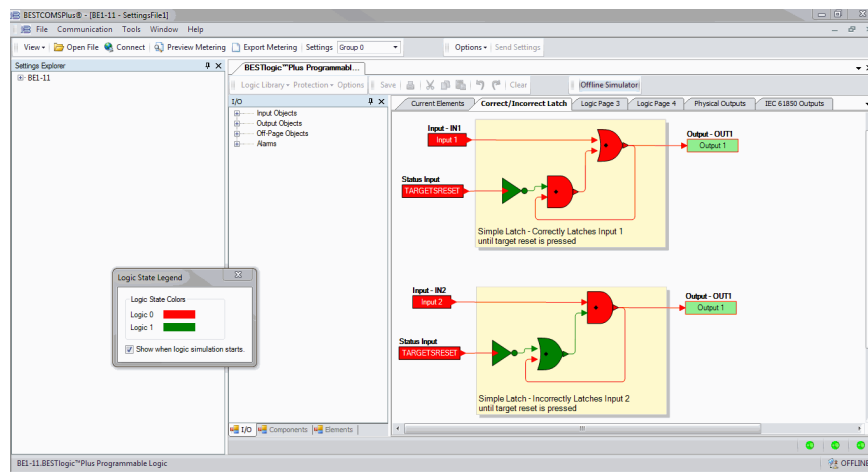 BESTCOMSPlus® - [BE1-11 - SettingsFile1]
File Communication Tools Window Help
View Open File Connect Preview Metering Export Metering Settings Group 0 Options Send Settings
Settings Explorer
BE1-11
BESTlogic™Plus Programmabl...
Logic Library Protection Options Save Clear Offline Simulator
I/O
Input Objects
Output Objects
Off-Page Objects
Alarms
Current Elements Correct/Incorrect Latch Logic Page 3 Logic Page 4 Physical Outputs IEC 61850 Outputs
Input - IN1
Input 1
Output - OUT1
Output 1
Status Input
TARGETSRESET
Simple Latch - Correctly Latches Input 1
until target reset is pressed
Input - IN2
Input 2
Output - OUT1
Output 1
Status Input
TARGETSRESET
Simple Latch - Incorrectly Latches Input 2
until target reset is pressed
Logic State Legend
Logic State Colors
Logic 0
Logic 1
Show when logic simulation starts.
I/O Components Elements
BE1-11.BESTlogic™Plus Programmable Logic
OFFLINE